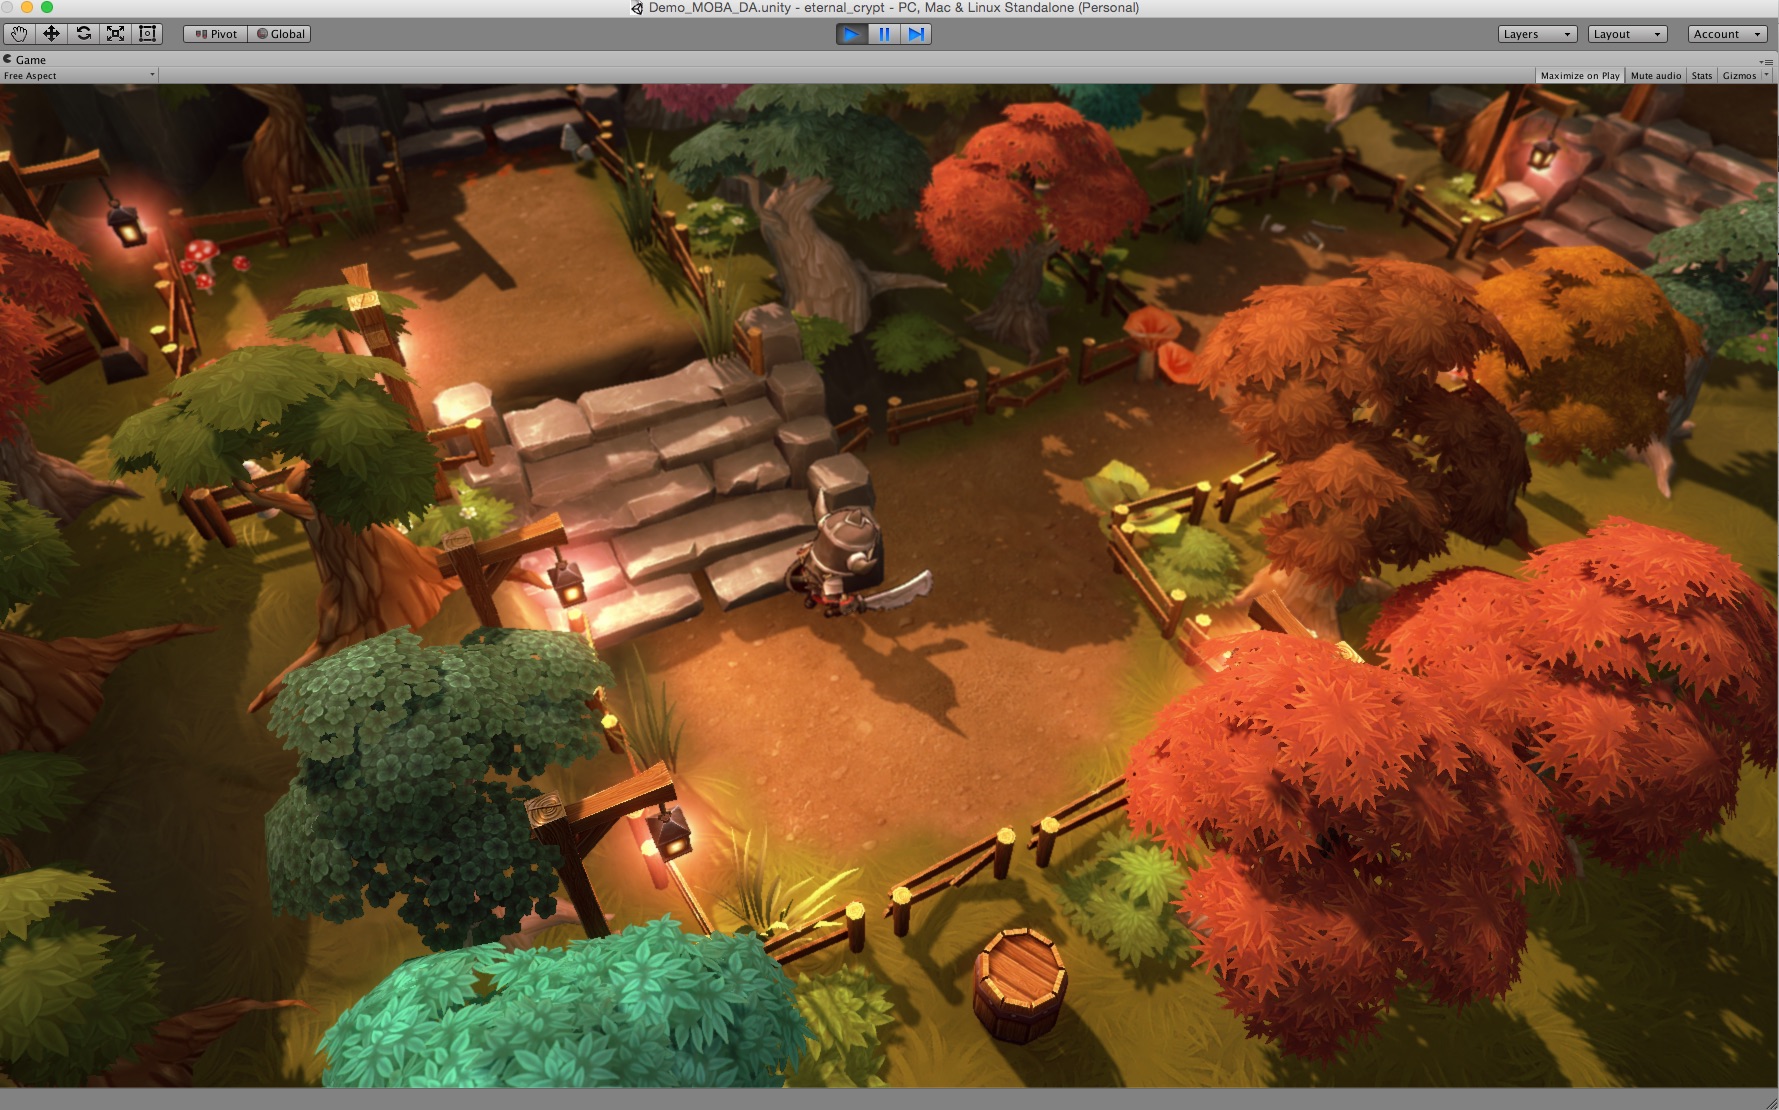 Demo_MOBA_DA.unity - eternal_crypt - PC, Mac & Linux Standalone (Personal)
Pivot Global Layers Layout Account
Game
Free Aspect Maximize on Play Mute audio Stats Gizmos